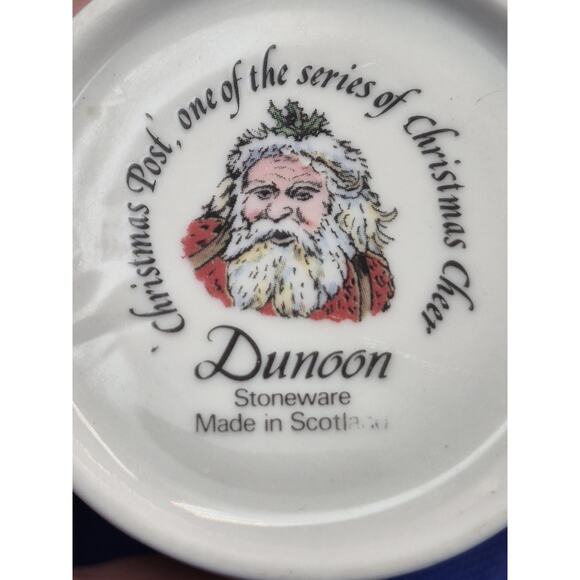 'Christmas Post', one of the series of Christmas Cheer
Dunoon
Stoneware
Made in Scotland